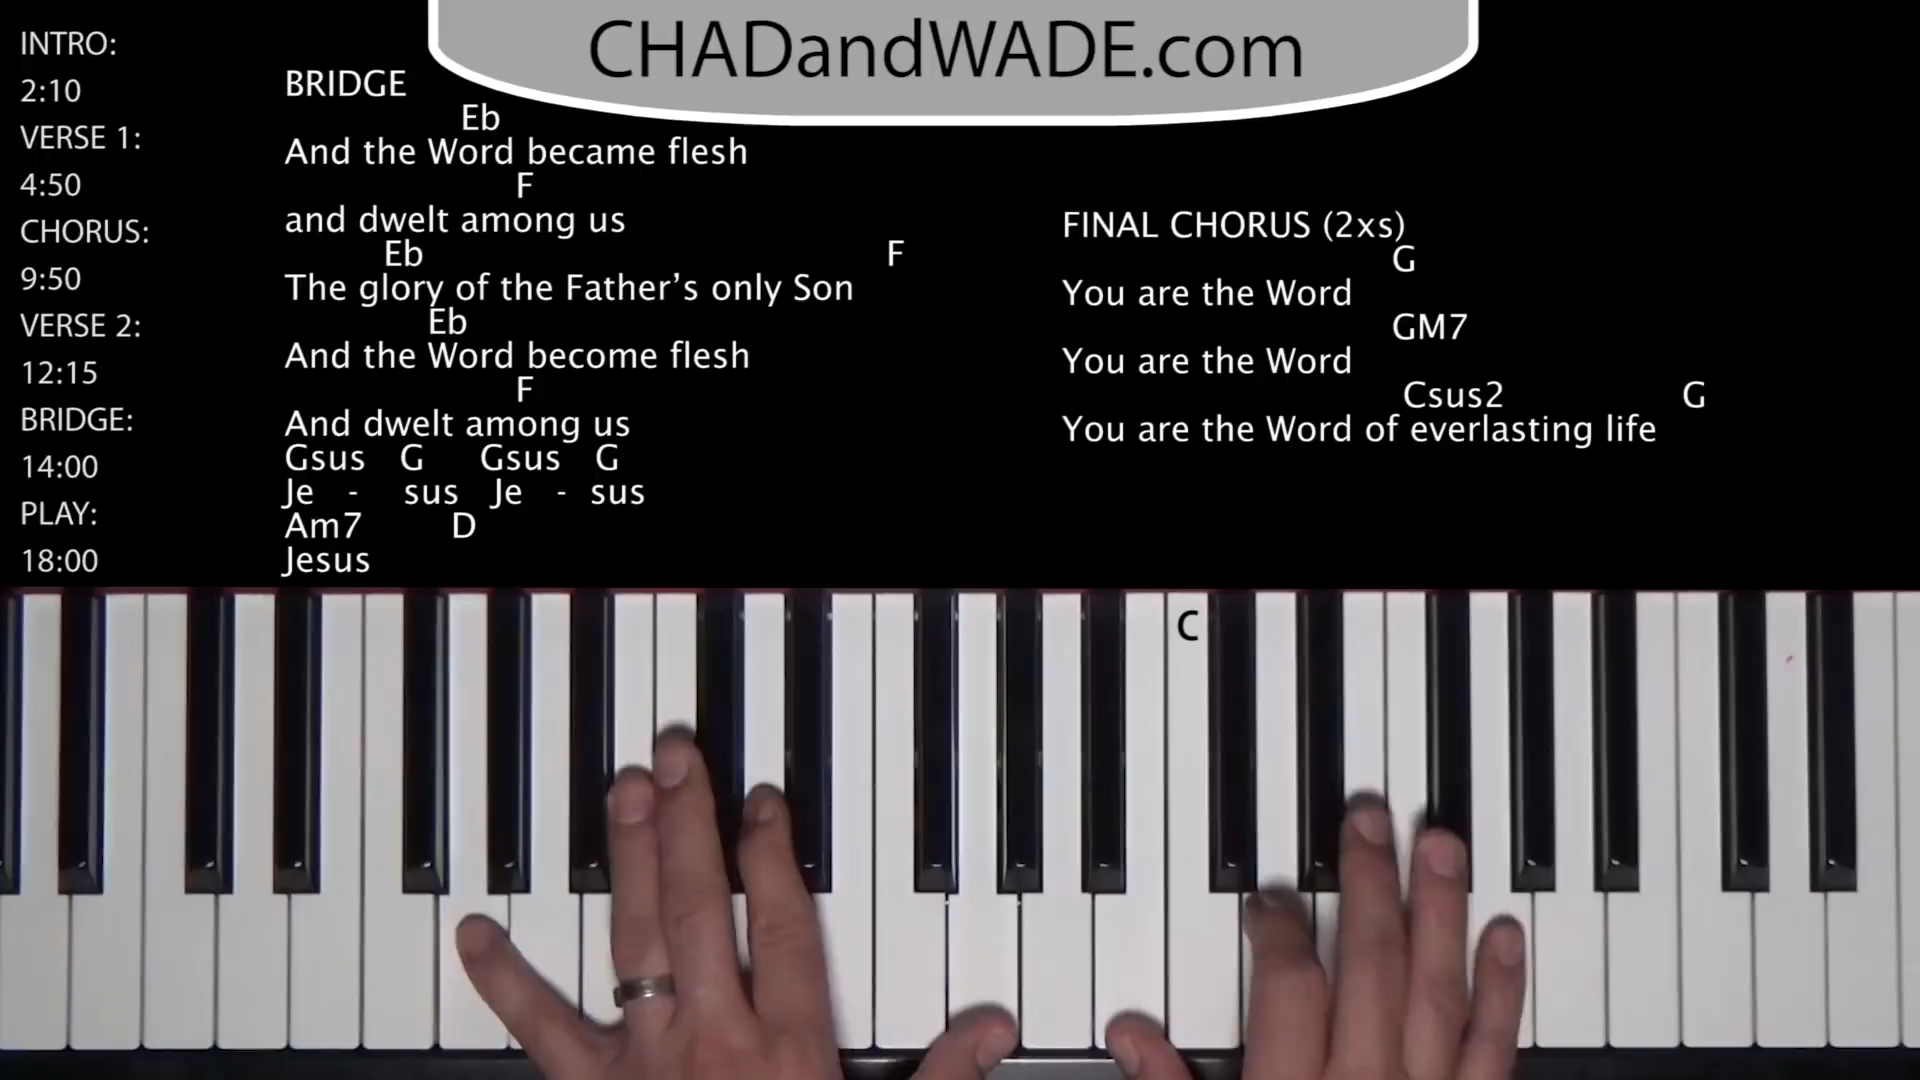 CHADandWADE.com
INTRO:
2:10
VERSE 1:
4:50
CHORUS:
9:50
VERSE 2:
12:15
BRIDGE:
14:00
PLAY:
18:00
BRIDGE
Eb
And the Word became flesh
F
and dwelt among us
Eb F
The glory of the Father’s only Son
Eb
And the Word become flesh
F
And dwelt among us
Gsus G Gsus G
Je - sus Je - sus
Am7 D
Jesus
FINAL CHORUS (2xs)
G
You are the Word
GM7
You are the Word
Csus2 G
You are the Word of everlasting life
C